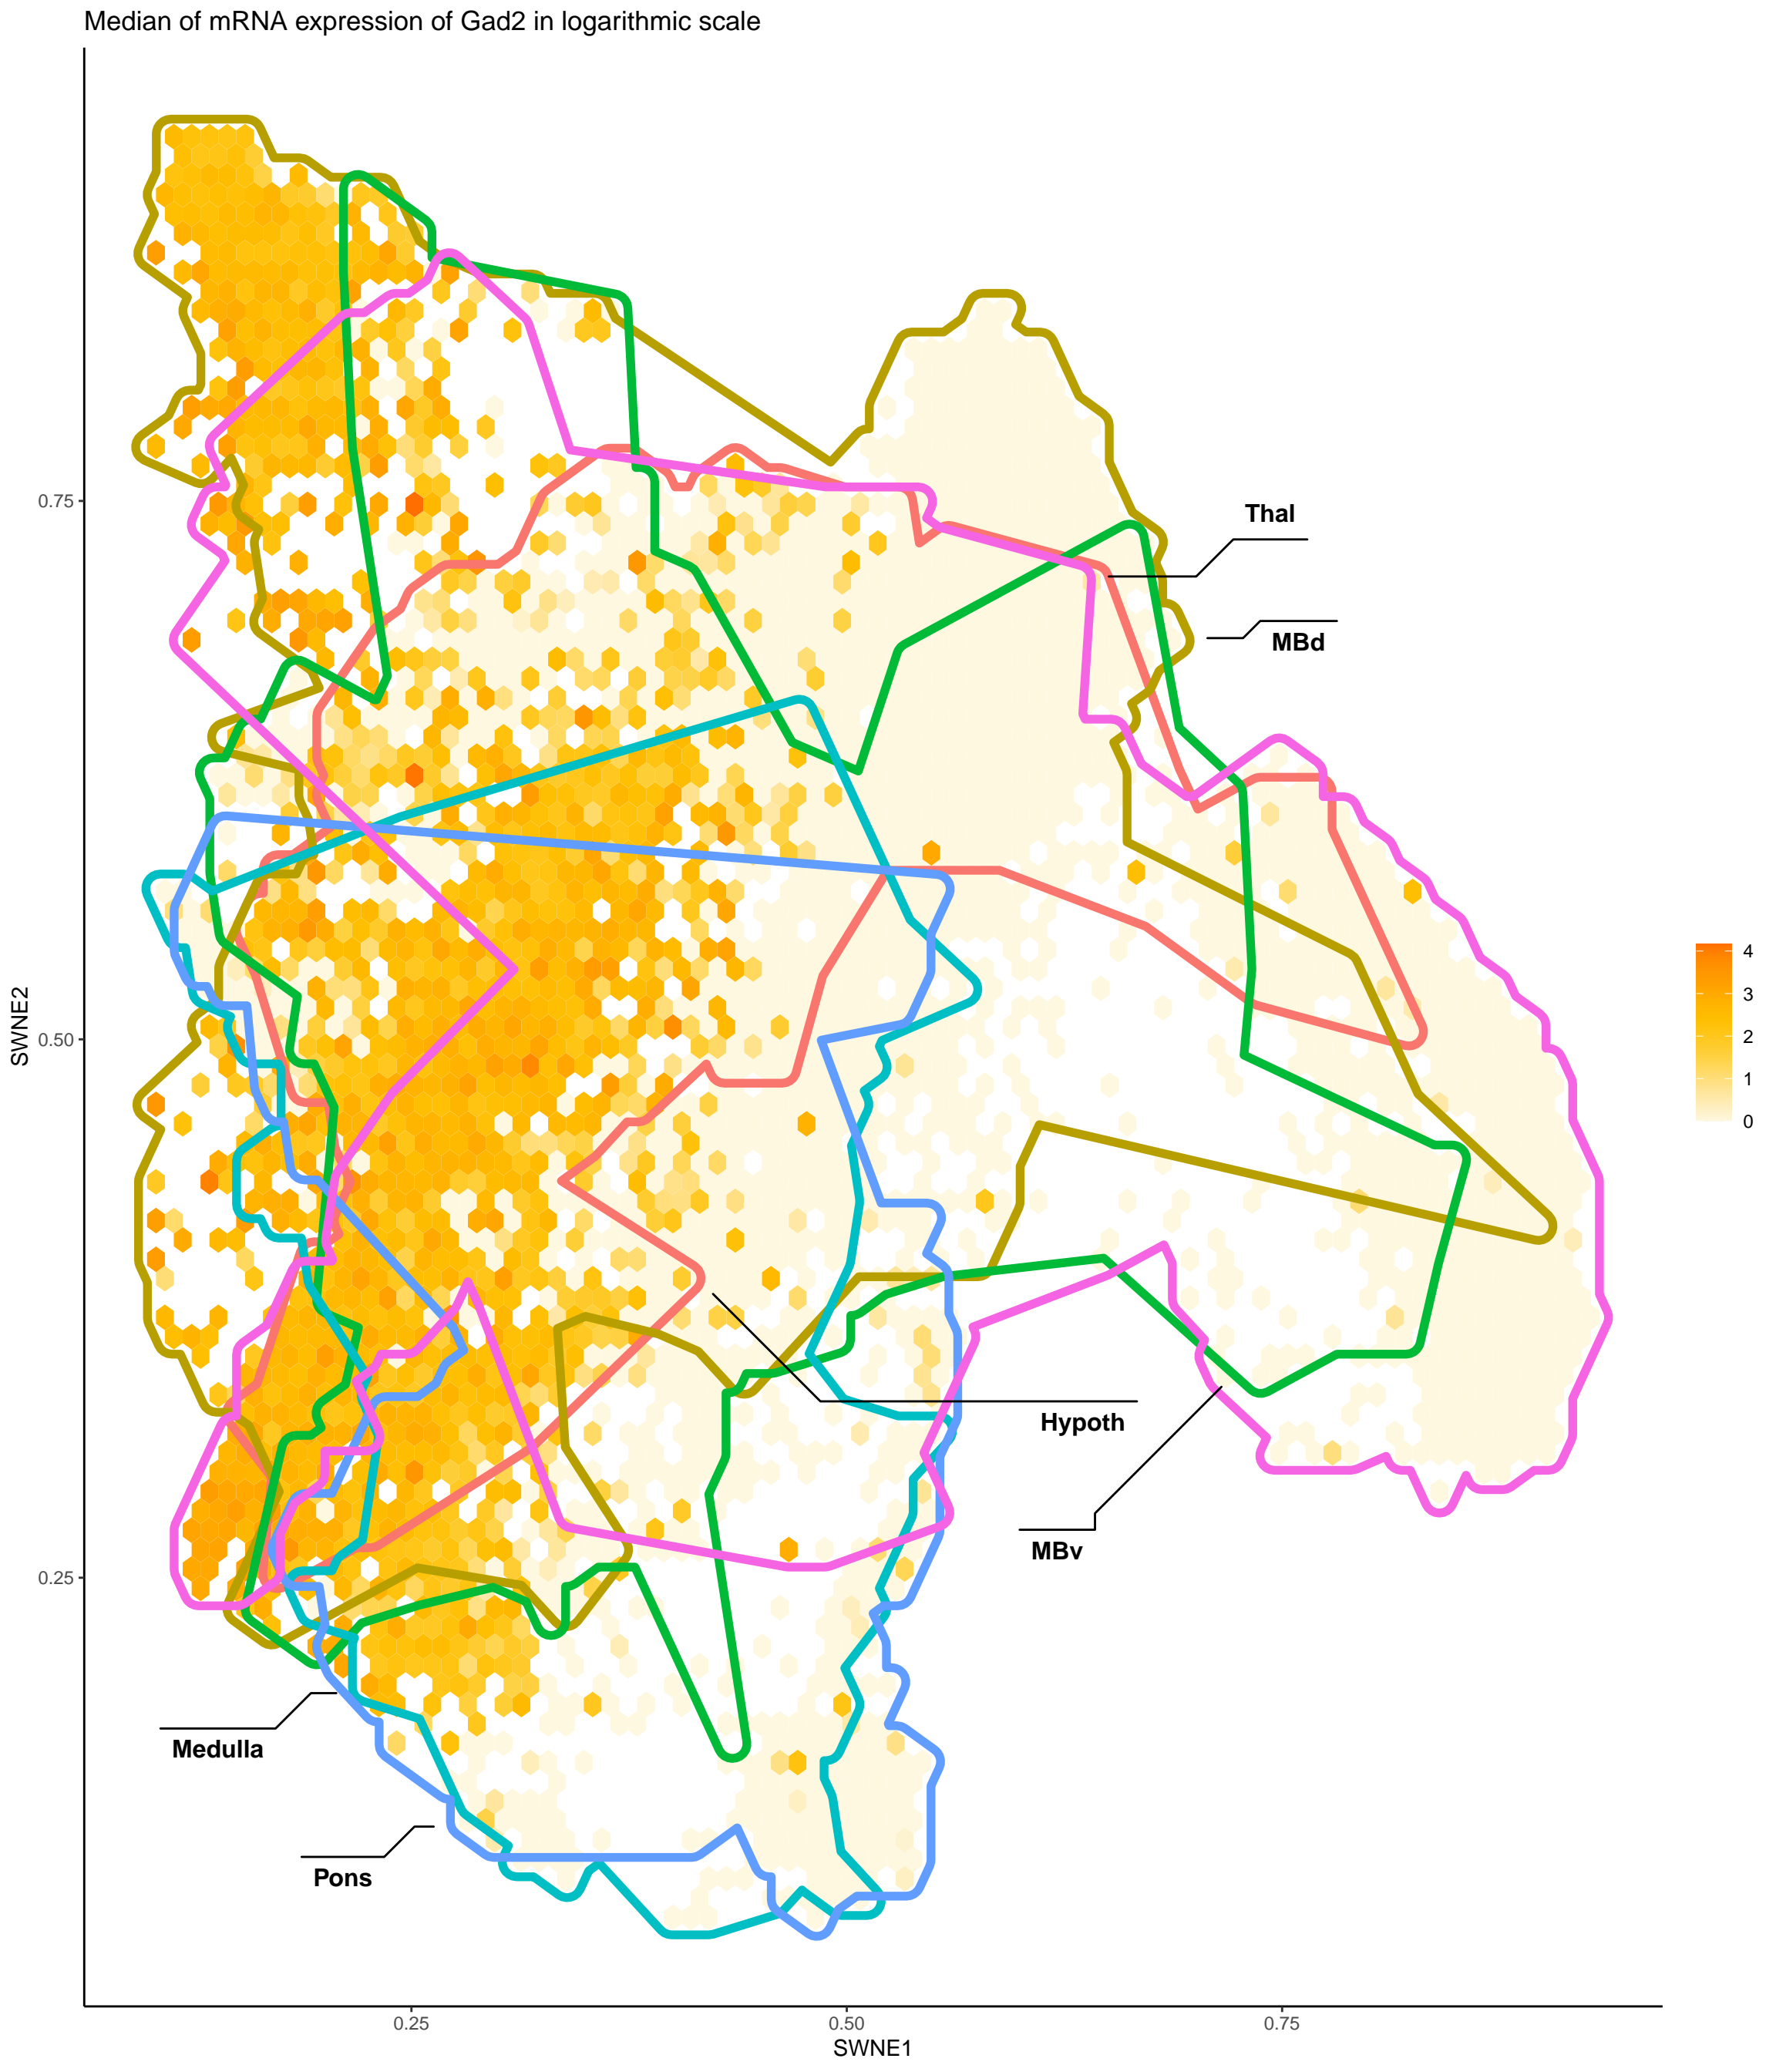 Median of mRNA expression of Gad2 in logarithmic scale
Thal
MBd
0.75
4
3
2
1
0
SWNE2
0.50
Hypoth
MBv
0.25
Medulla
Pons
0.25
0.50
0.75
SWNE1